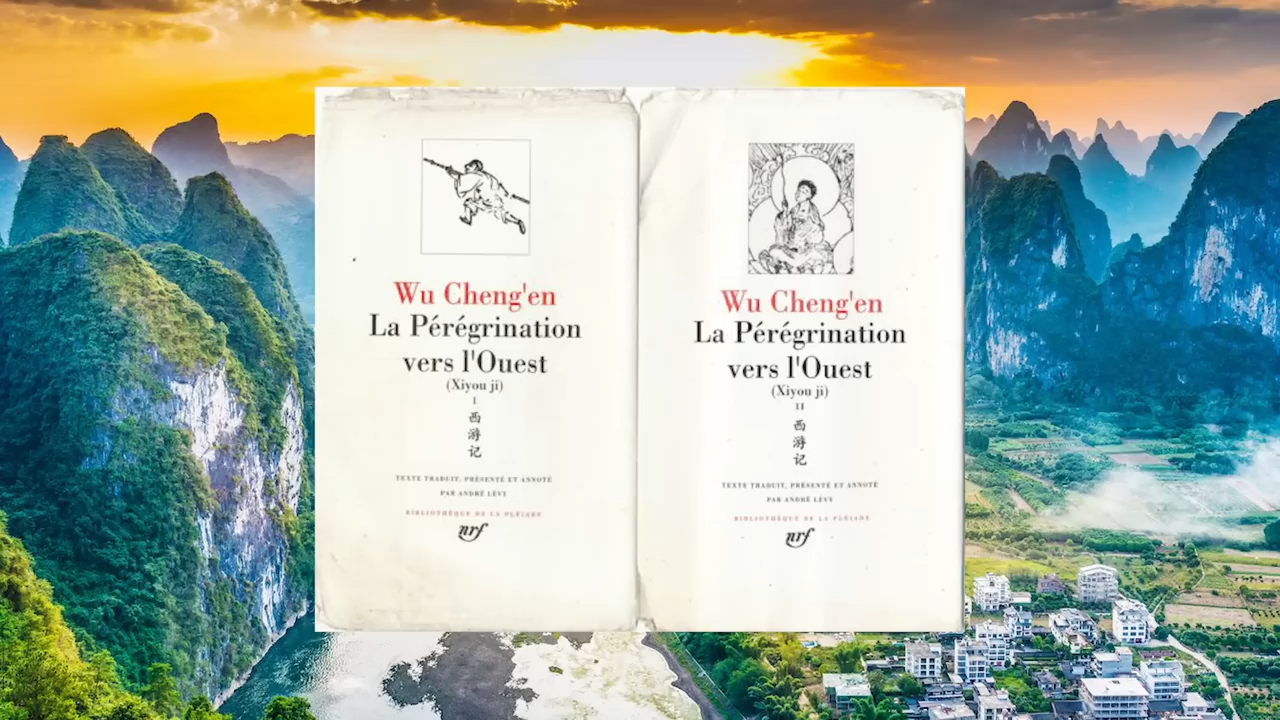 Wu Cheng'en
La Pérégrination
vers l'Ouest
(Xiyou ji)
I
西
游
记
TEXTE TRADUIT, PRÉSENTÉ ET ANNOTÉ
PAR ANDRÉ LÉVY
BIBLIOTHÈQUE DE LA PLÉIADE
nrf
Wu Cheng'en
La Pérégrination
vers l'Ouest
(Xiyou ji)
II
西
游
记
TEXTE TRADUIT, PRÉSENTÉ ET ANNOTÉ
PAR ANDRÉ LÉVY
BIBLIOTHÈQUE DE LA PLÉIADE
nrf